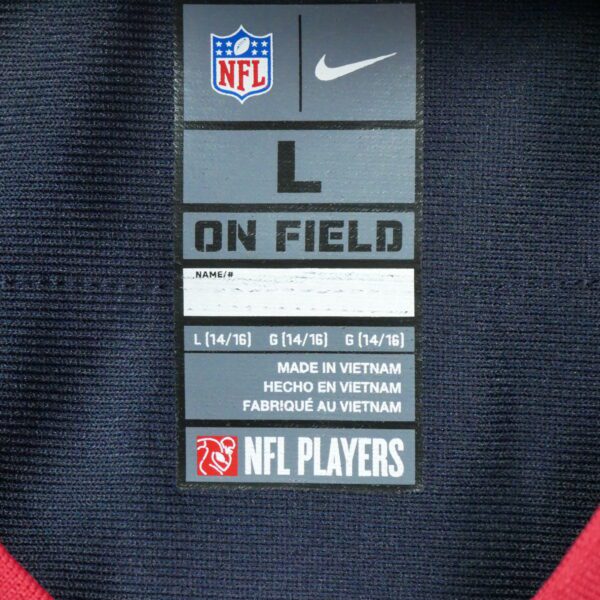 NFL
L
ON FIELD
NAME/#
L (14/16) G (14/16) G (14/16)
MADE IN VIETNAM
HECHO EN VIETNAM
FABRIQUÉ AU VIETNAM
NFL PLAYERS